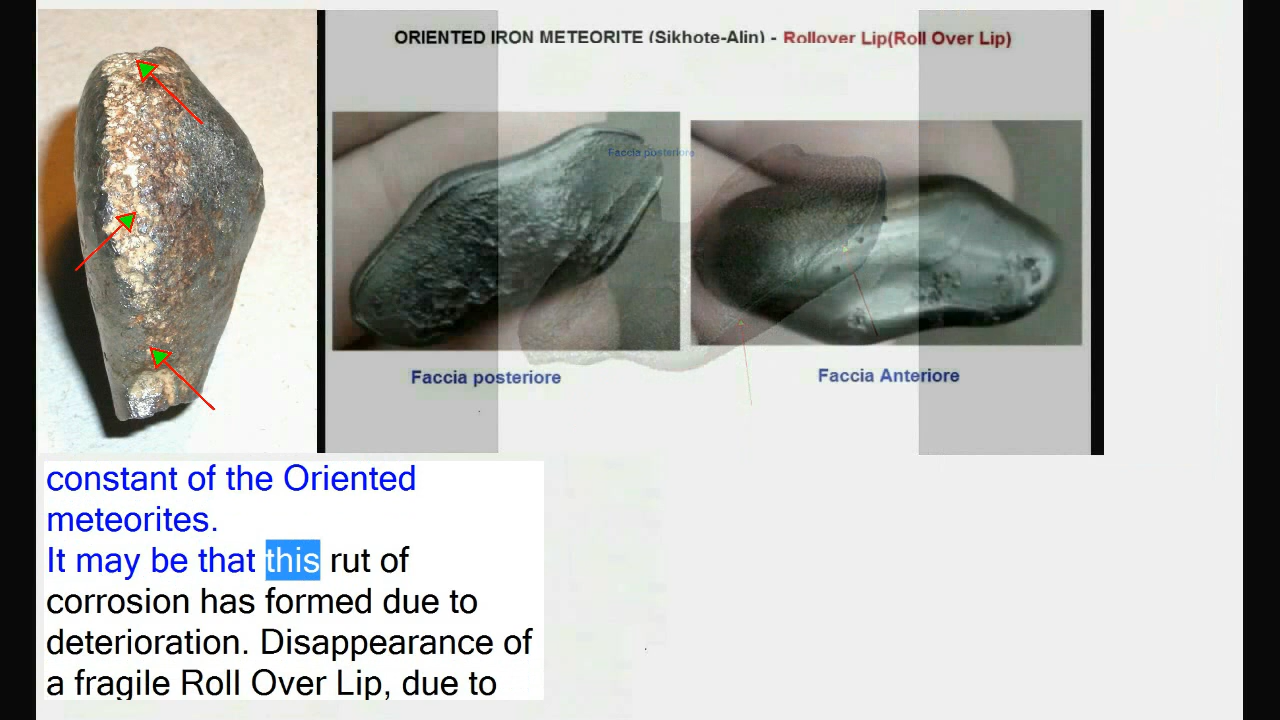 ORIENTED IRON METEORITE (Sikhote-Alin) - Rollover Lip(Roll Over Lip)
Faccia posteriore
Faccia posteriore
Faccia Anteriore
constant of the Oriented
meteorites.
It may be that this rut of
corrosion has formed due to
deterioration. Disappearance of
a fragile Roll Over Lip, due to